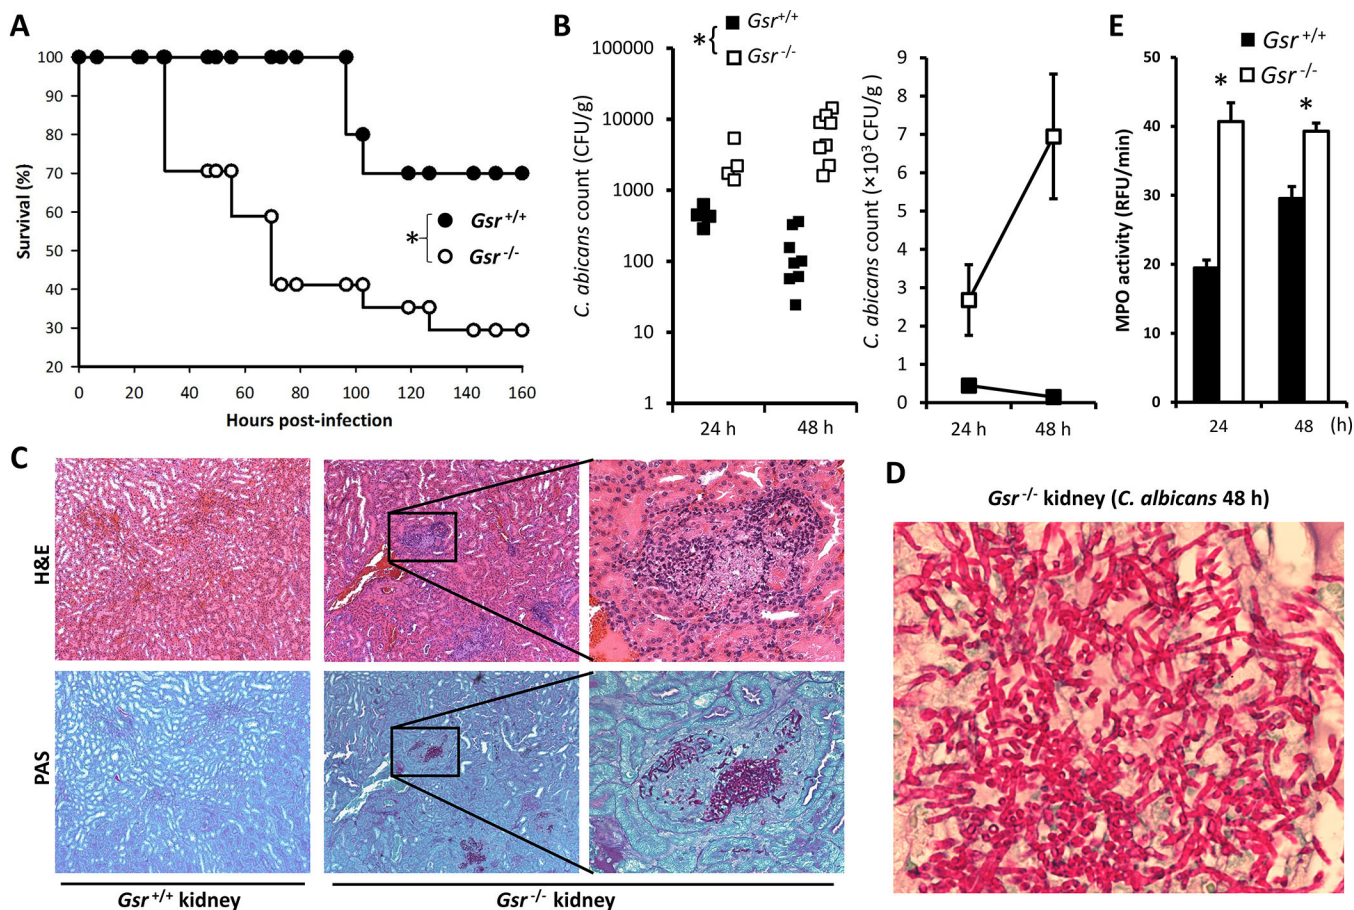 A
100
90
80
70
60
50
40
30
20
Survival (%)
0 20 40 60 80 100 120 140 160
Hours post-infection
* Gsr +/+
Gsr -/-
B
Gsr+/+
* { Gsr -/-
100000
10000
1000
100
10
1
C. abicans count (CFU/g)
24 h 48 h
9
8
7
6
5
4
3
2
1
0
C. abicans count (×10³ CFU/g)
24 h 48 h
E
Gsr +/+
Gsr -/-
50
40
30
20
10
0
MPO activity (RFU/min)
* *
24 48 (h)
C
H&E
PAS
Gsr +/+ kidney
Gsr -/- kidney
D
Gsr -/- kidney (C. albicans 48 h)